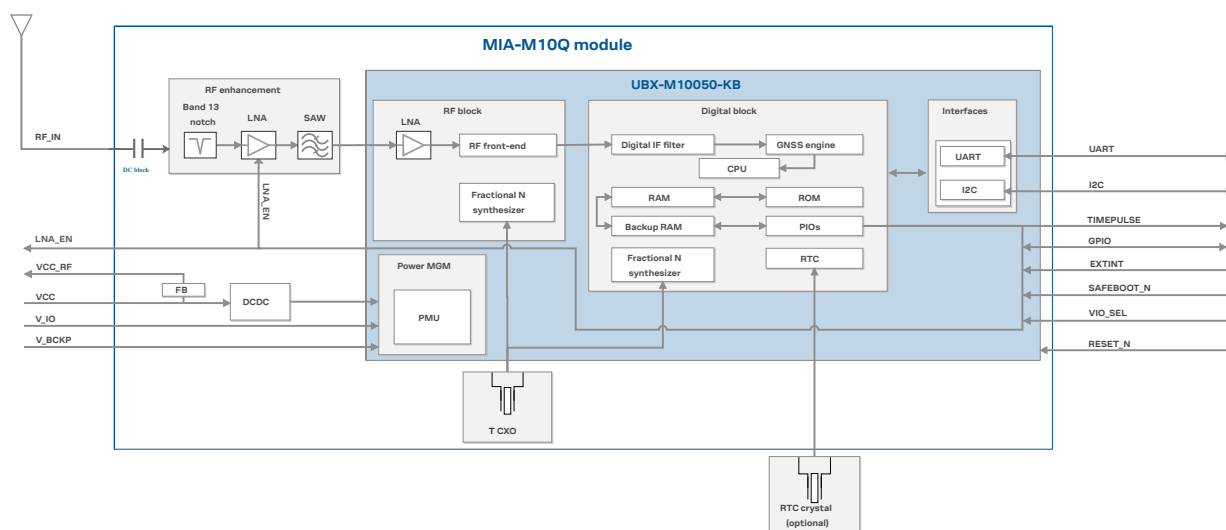 MIA-M10Q module
UBX-M10050-KB
RF enhancement
Band 13
notch
LNA
SAW
RF block
LNA
RF front-end
Fractional N
synthesizer
Digital block
Digital IF filter
GNSS engine
CPU
RAM
ROM
Backup RAM
PIOs
Fractional N
synthesizer
RTC
Interfaces
UART
I2C
RF_IN
DC block
LNA_EN
LNA_EN
VCC_RF
FB
VCC
DCDC
V_IO
V_BCKP
Power MGM
PMU
T CXO
RTC crystal
(optional)
UART
I2C
TIMEPULSE
GPIO
EXTINT
SAFEBOOT_N
VIO_SEL
RESET_N